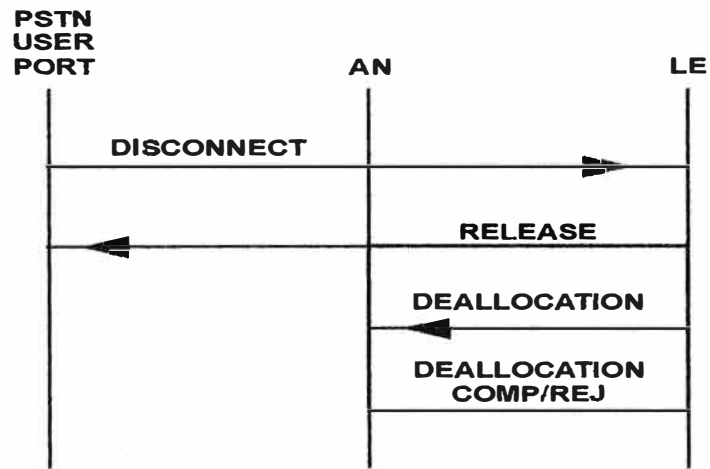 PSTN
USER
PORT
AN
LE
DISCONNECT
RELEASE
DEALLOCATION
DEALLOCATION
COMP/REJ